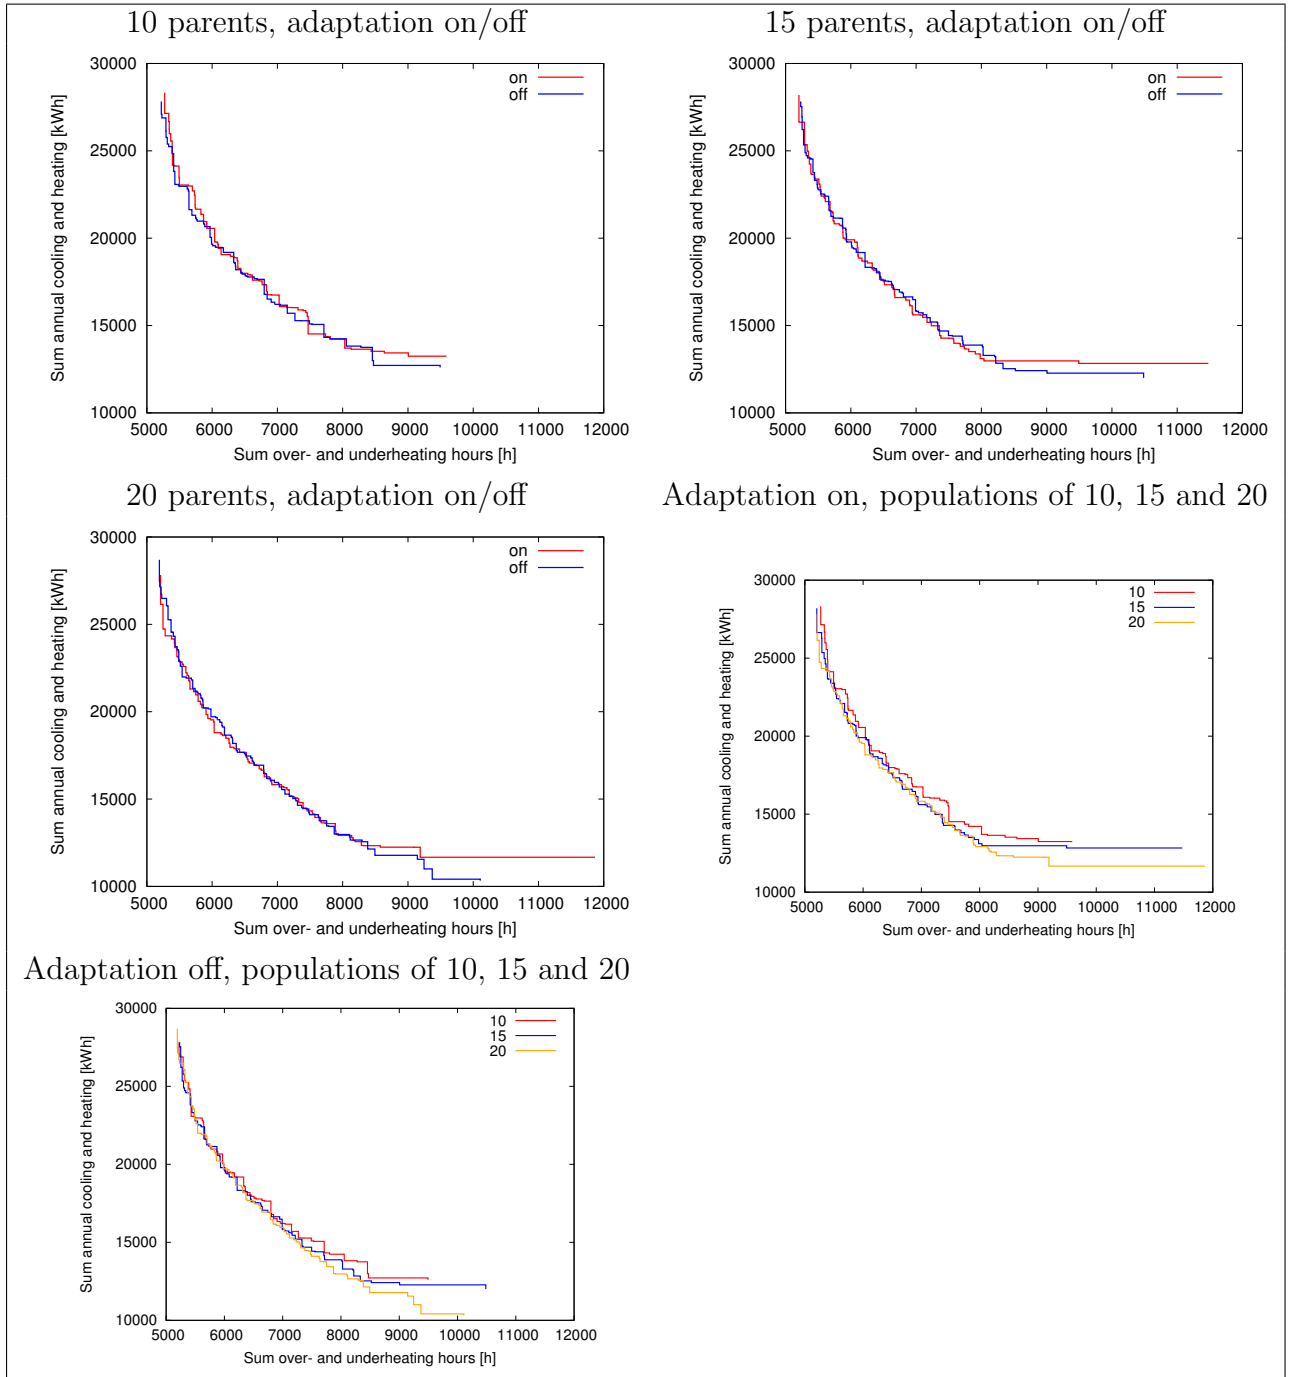 10 parents, adaptation on/off
30000
25000
20000
15000
10000
5000 6000 7000 8000 9000 10000 11000 12000
Sum annual cooling and heating [kWh]
Sum over- and underheating hours [h]
on
off
15 parents, adaptation on/off
30000
25000
20000
15000
10000
5000 6000 7000 8000 9000 10000 11000 12000
Sum annual cooling and heating [kWh]
Sum over- and underheating hours [h]
on
off
20 parents, adaptation on/off
30000
25000
20000
15000
10000
5000 6000 7000 8000 9000 10000 11000 12000
Sum annual cooling and heating [kWh]
Sum over- and underheating hours [h]
on
off
Adaptation on, populations of 10, 15 and 20
30000
25000
20000
15000
10000
5000 6000 7000 8000 9000 10000 11000 12000
Sum annual cooling and heating [kWh]
Sum over- and underheating hours [h]
10
15
20
Adaptation off, populations of 10, 15 and 20
30000
25000
20000
15000
10000
5000 6000 7000 8000 9000 10000 11000 12000
Sum annual cooling and heating [kWh]
Sum over- and underheating hours [h]
10
15
20